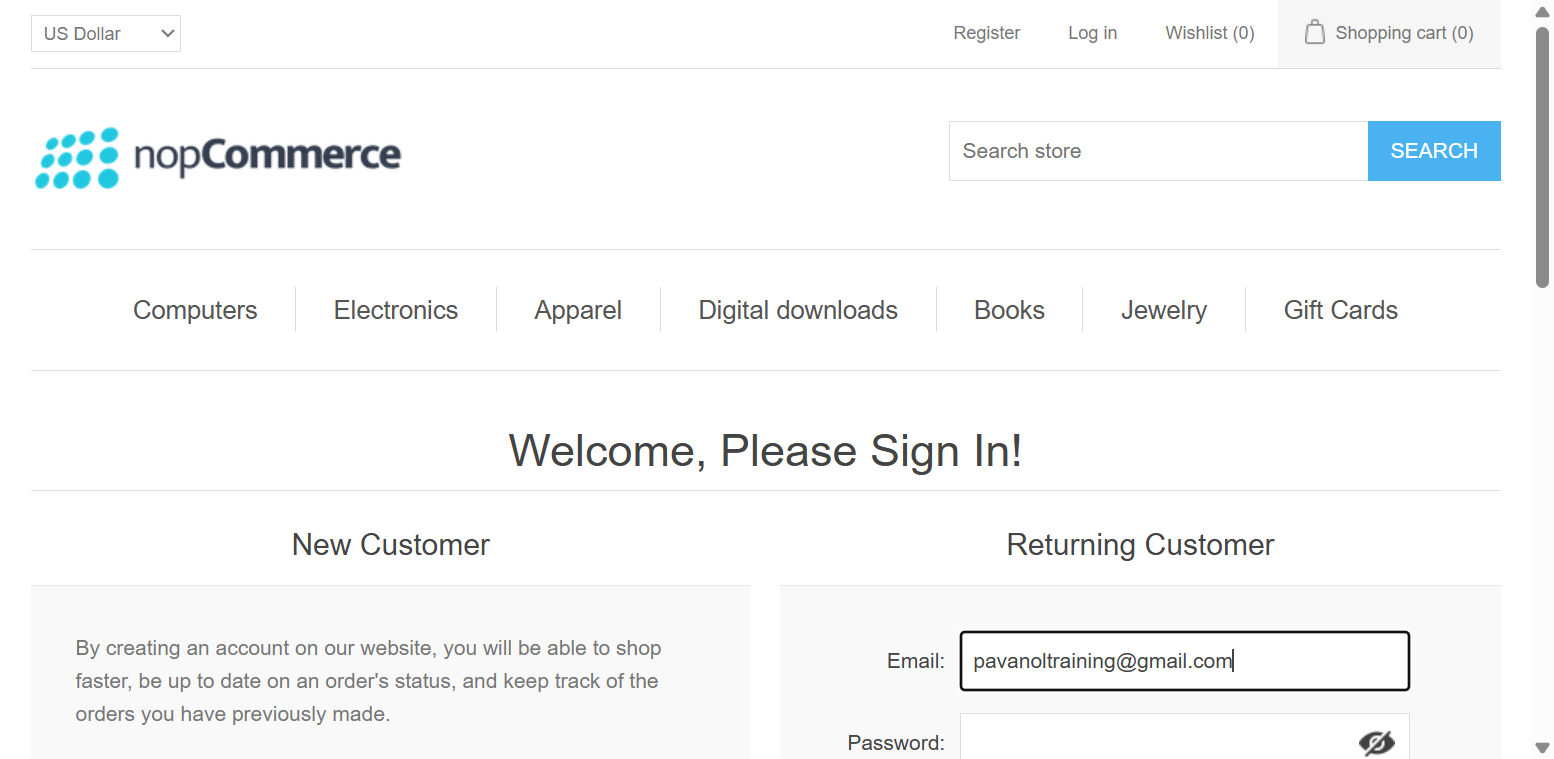 US Dollar
Register
Log in
Wishlist (0)
Shopping cart (0)
nopCommerce
Search store
SEARCH
Computers
Electronics
Apparel
Digital downloads
Books
Jewelry
Gift Cards
Welcome, Please Sign In!
New Customer
By creating an account on our website, you will be able to shop
faster, be up to date on an order's status, and keep track of the
orders you have previously made.
Returning Customer
Email:
pavanoltraining@gmail.com
Password: